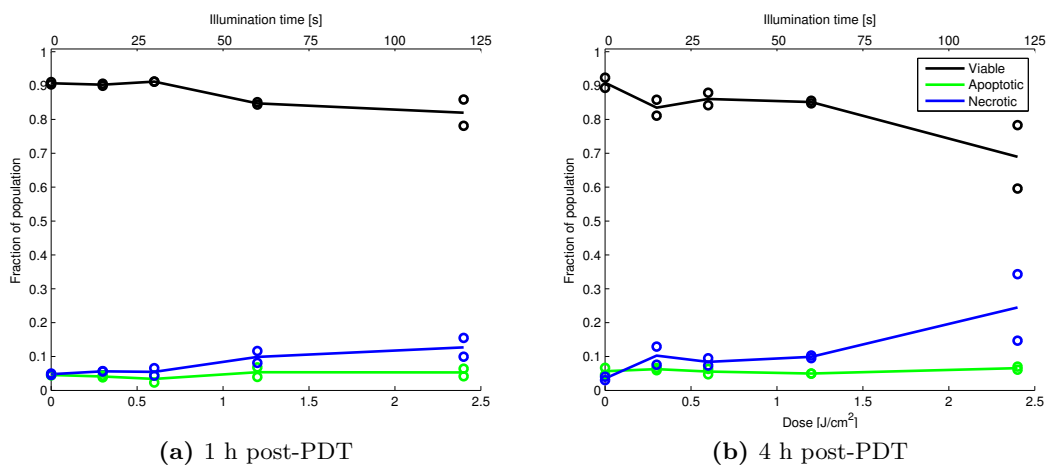 Illumination time [s]
0 25 50 75 100 125
1
0.9
0.8
0.7
0.6
0.5
0.4
0.3
0.2
0.1
0
Fraction of population
0 0.5 1 1.5 2 2.5
(a) 1 h post-PDT
Illumination time [s]
0 25 50 75 100 125
1
0.9
0.8
0.7
0.6
0.5
0.4
0.3
0.2
0.1
0
Fraction of population
Viable
Apoptotic
Necrotic
0 0.5 1 1.5 2 2.5
Dose [J/cm²]
(b) 4 h post-PDT